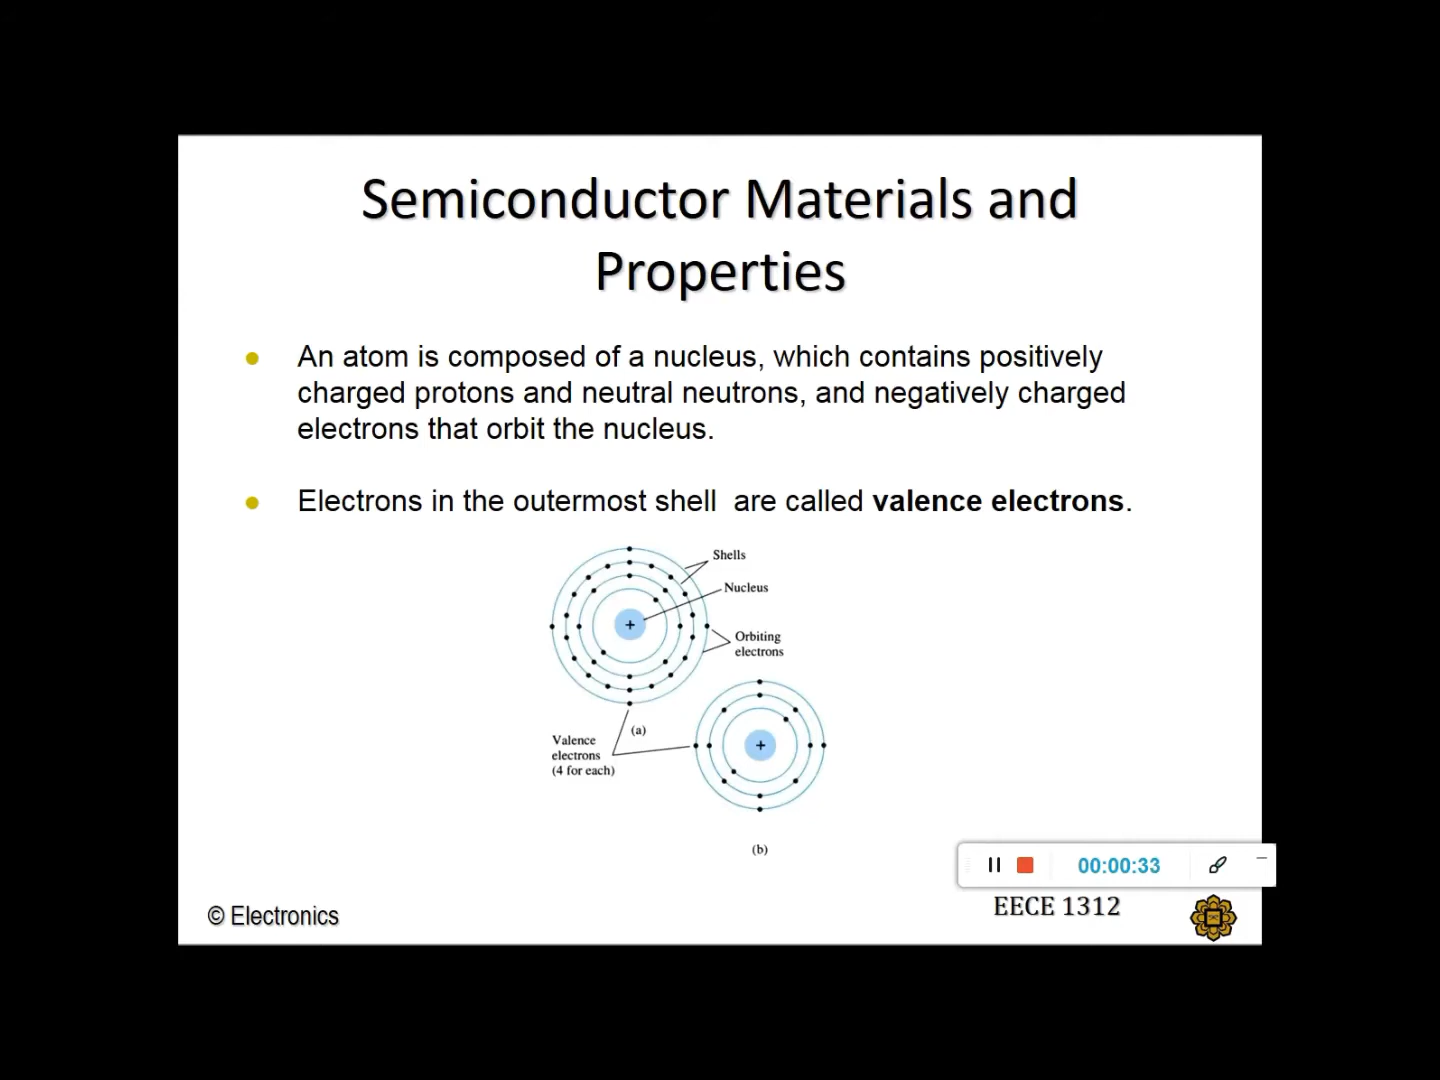 Semiconductor Materials and
Properties
An atom is composed of a nucleus, which contains positively
charged protons and neutral neutrons, and negatively charged
electrons that orbit the nucleus.
Electrons in the outermost shell are called valence electrons.
Shells
Nucleus
+
Orbiting
electrons
(a)
Valence
electrons
(4 for each)
+
(b)
00:00:33
EECE 1312
© Electronics